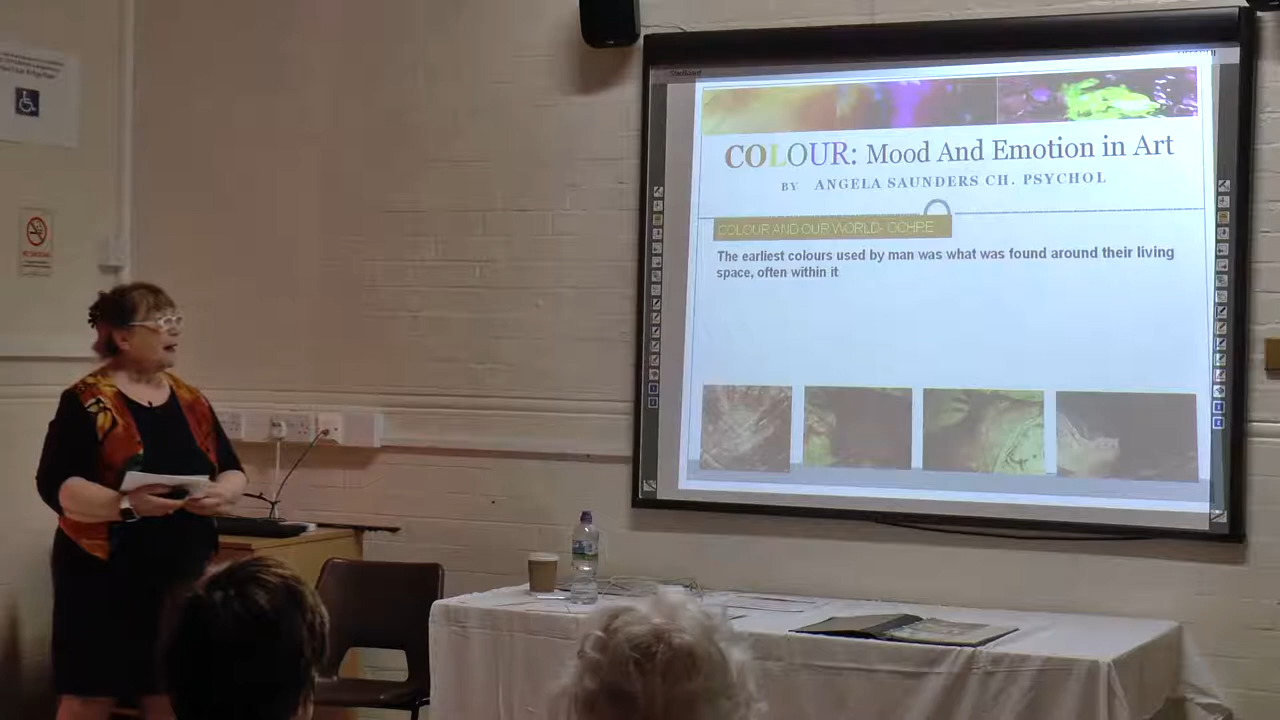 COLOUR: Mood And Emotion in Art
BY ANGELA SAUNDERS CH. PSYCHOL
COLOUR AND OUR WORLD- OCHRE
The earliest colours used by man was what was found around their living
space, often within it